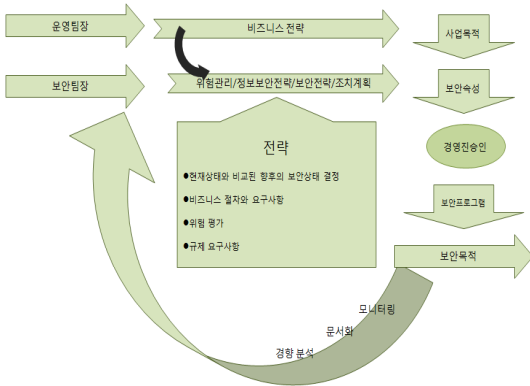 운영팀장
비즈니스 전략
사업목적
보안팀장
위험관리/정보보안전략/보안전략/조치계획
보안속성
경영진승인
전략
●현재상태와 비교된 향후의 보안상태 결정
●비즈니스 절차와 요구사항
●위험 평가
●규제 요구사항
보안프로그램
보안목적
모니터링
문서화
경향 분석